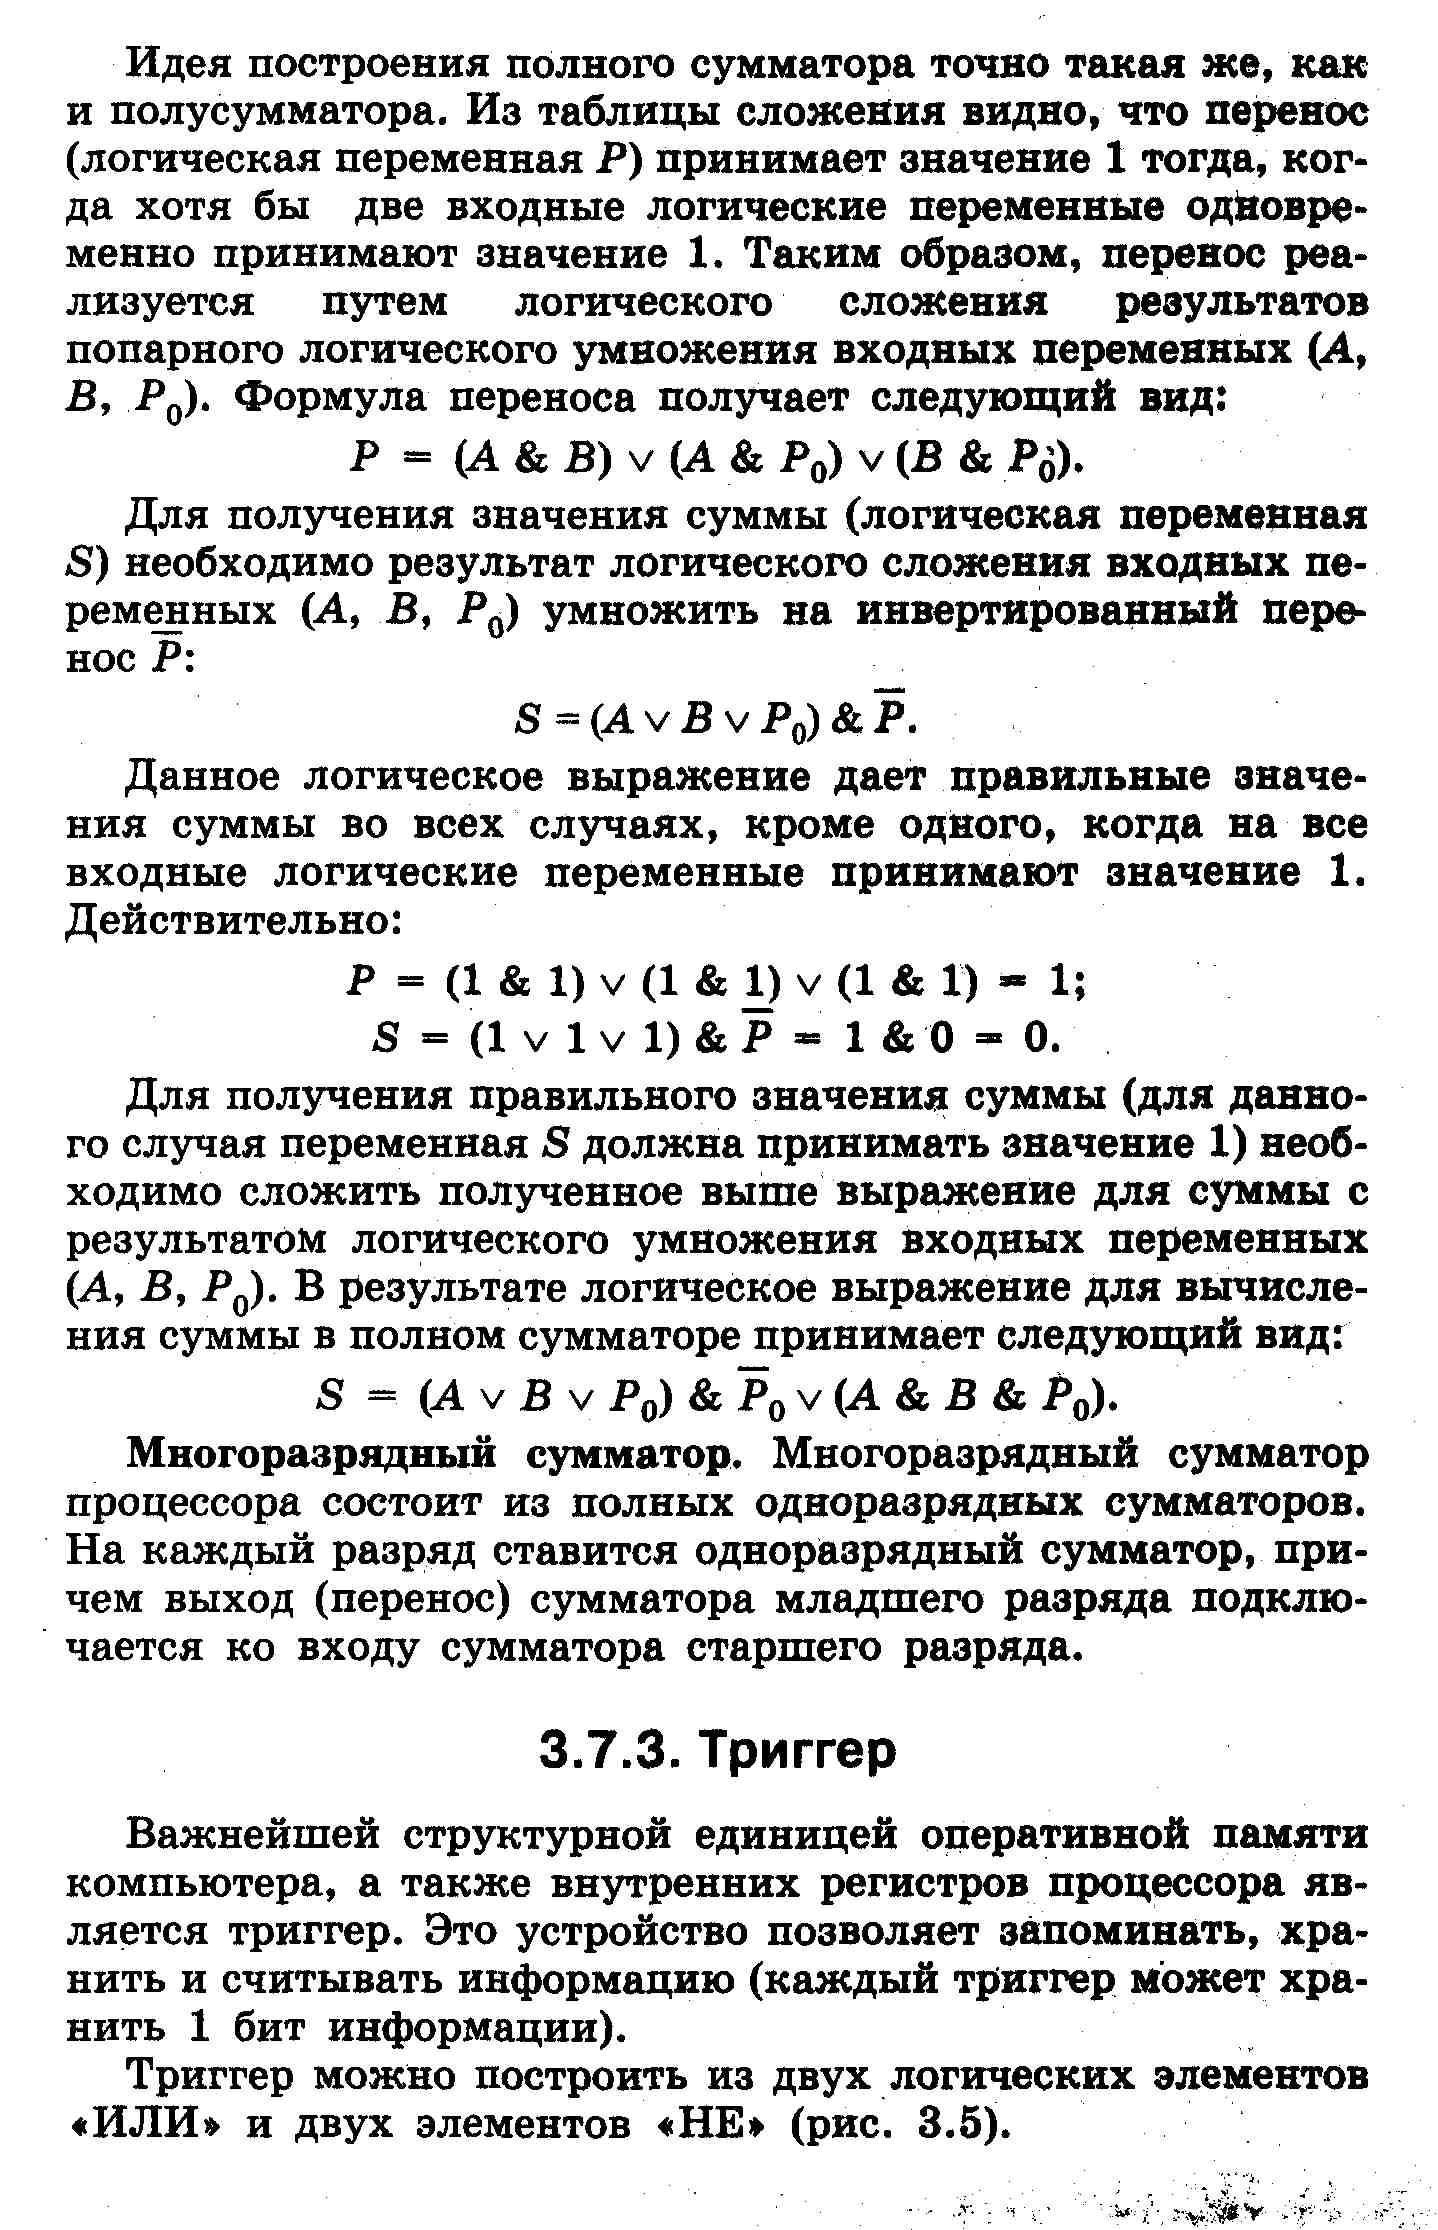 Идея построения полного сумматора точно такая же, как
и полусумматора. Из таблицы сложения видно, что перенос
(логическая переменная P) принимает значение 1 тогда, ког-
да хотя бы две входные логические переменные одновре-
менно принимают значение 1. Таким образом, перенос реа-
лизуется путем логического сложения результатов
попарного логического умножения входных переменных (A,
B, P₀). Формула переноса получает следующий вид:
P = (A & B) ∨ (A & P₀) ∨ (B & P₀).
Для получения значения суммы (логическая переменная
S) необходимо результат логического сложения входных пе-
ременных (A, B, P₀) умножить на инвертированный пере-
нос P̅:
S = (A ∨ B ∨ P₀) & P̅.
Данное логическое выражение дает правильные значе-
ния суммы во всех случаях, кроме одного, когда на все
входные логические переменные принимают значение 1.
Действительно:
P = (1 & 1) ∨ (1 & 1) ∨ (1 & 1) = 1;
S = (1 ∨ 1 ∨ 1) & P̅ = 1 & 0 = 0.
Для получения правильного значения суммы (для данно-
го случая переменная S должна принимать значение 1) необ-
ходимо сложить полученное выше выражение для суммы с
результатом логического умножения входных переменных
(A, B, P₀). В результате логическое выражение для вычисле-
ния суммы в полном сумматоре принимает следующий вид:
S = (A ∨ B ∨ P₀) & P̅₀ ∨ (A & B & P₀).
Многоразрядный сумматор. Многоразрядный сумматор
процессора состоит из полных одноразрядных сумматоров.
На каждый разряд ставится одноразрядный сумматор, при-
чем выход (перенос) сумматора младшего разряда подклю-
чается ко входу сумматора старшего разряда.
3.7.3. Триггер
Важнейшей структурной единицей оперативной памяти
компьютера, а также внутренних регистров процессора яв-
ляется триггер. Это устройство позволяет запоминать, хра-
нить и считывать информацию (каждый триггер может хра-
нить 1 бит информации).
Триггер можно построить из двух логических элементов
«ИЛИ» и двух элементов «НЕ» (рис. 3.5).